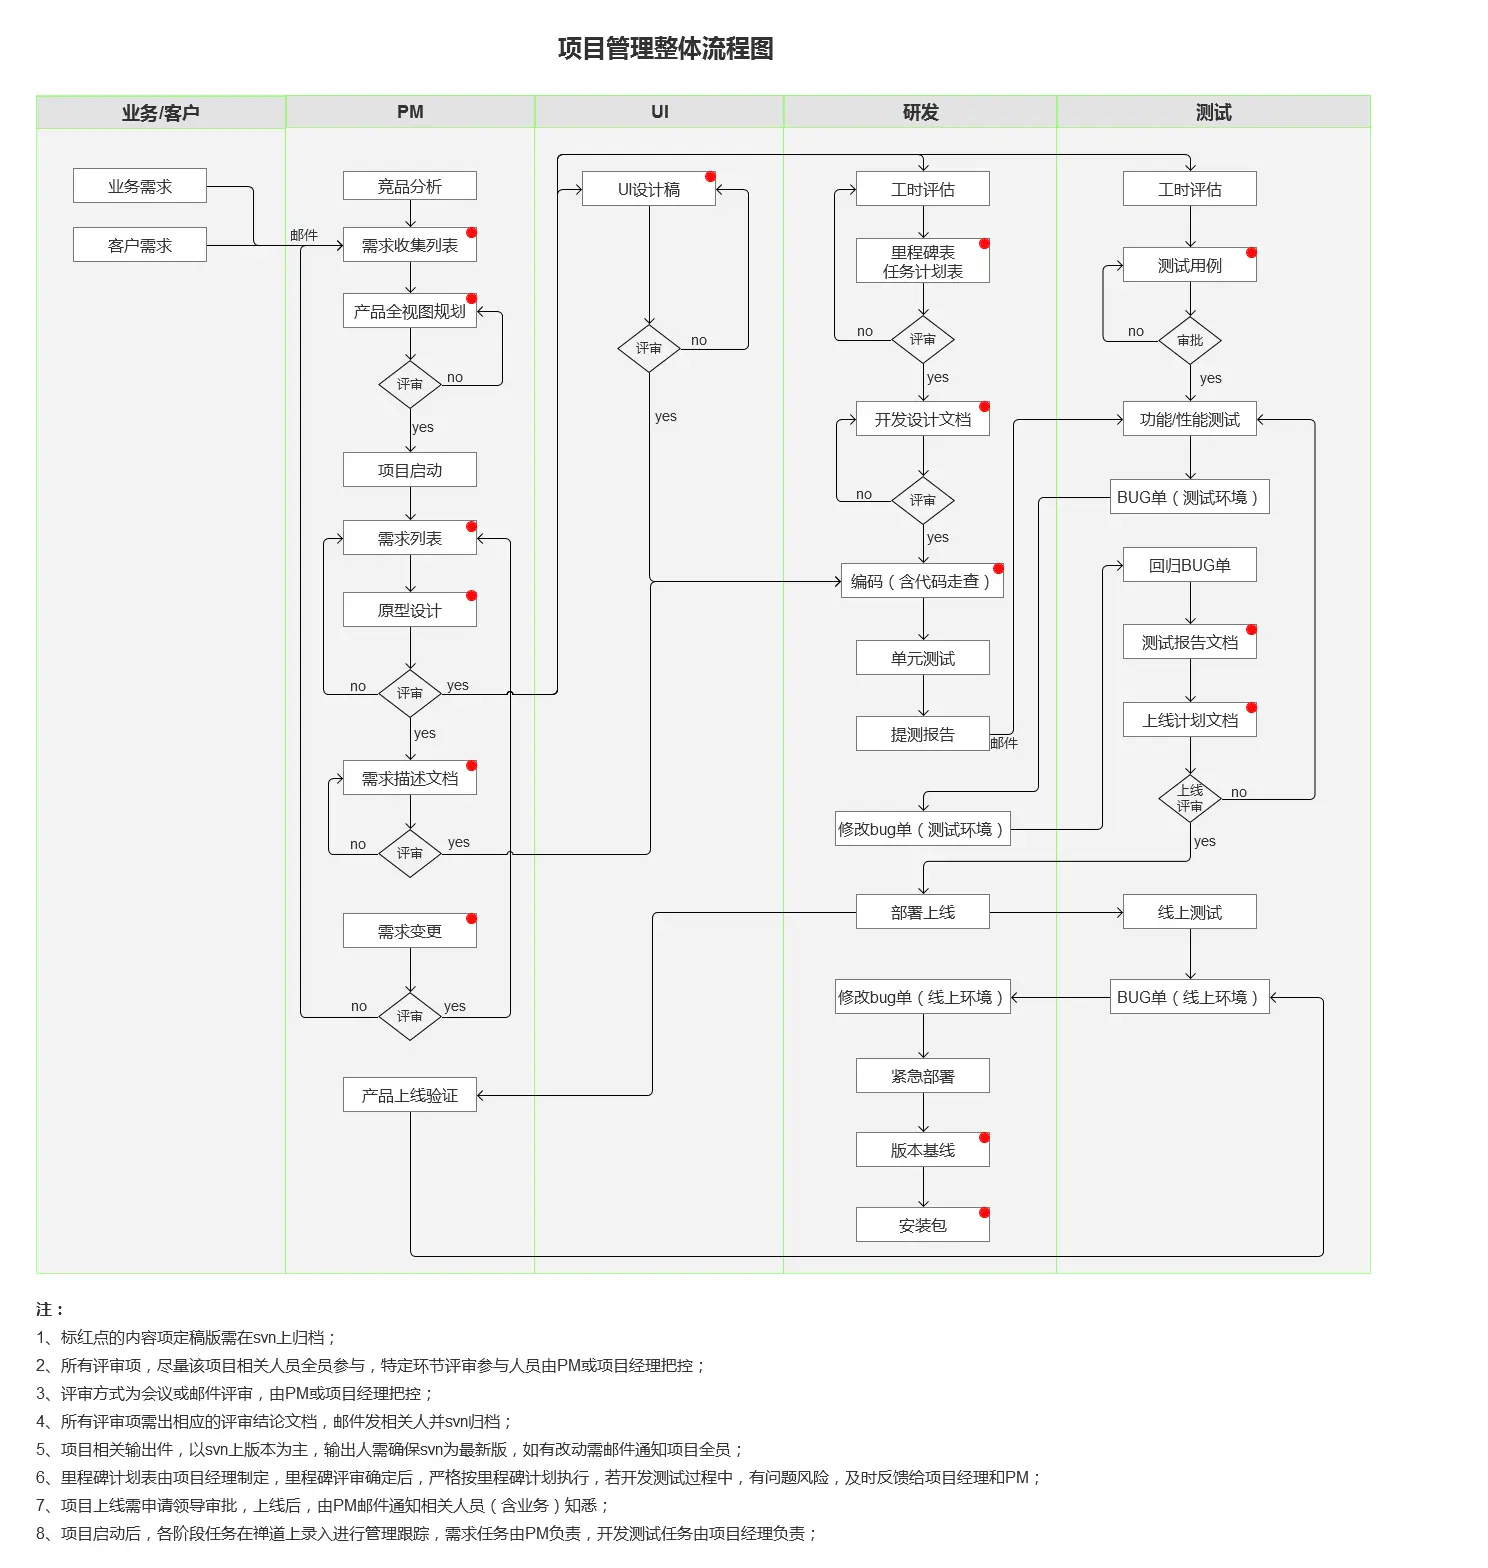 项目管理整体流程图
业务/客户
PM
UI
研发
测试
业务需求
客户需求
邮件
竞品分析
需求收集列表
产品全视图规划
评审
no
yes
项目启动
需求列表
原型设计
评审
no
yes
yes
需求描述文档
评审
no
yes
需求变更
评审
no
yes
产品上线验证
UI设计稿
评审
no
yes
工时评估
里程碑表
任务计划表
评审
no
yes
开发设计文档
评审
no
yes
编码（含代码走查）
单元测试
提测报告
邮件
修改bug单（测试环境）
部署上线
修改bug单（线上环境）
紧急部署
版本基线
安装包
工时评估
测试用例
审批
no
yes
功能/性能测试
BUG单（测试环境）
回归BUG单
测试报告文档
上线计划文档
上线
评审
no
yes
线上测试
BUG单（线上环境）
注：
1、标红点的内容项定稿版需在svn上归档；
2、所有评审项，尽量该项目相关人员全员参与，特定环节评审参与人员由PM或项目经理把控；
3、评审方式为会议或邮件评审，由PM或项目经理把控；
4、所有评审项需出相应的评审结论文档，邮件发相关人并svn归档；
5、项目相关输出件，以svn上版本为主，输出人需确保svn为最新版，如有改动需邮件通知项目全员；
6、里程碑计划表由项目经理制定，里程碑评审确定后，严格按里程碑计划执行，若开发测试过程中，有问题风险，及时反馈给项目经理和PM；
7、项目上线需申请领导审批，上线后，由PM邮件通知相关人员（含业务）知悉；
8、项目启动后，各阶段任务在禅道上录入进行管理跟踪，需求任务由PM负责，开发测试任务由项目经理负责；